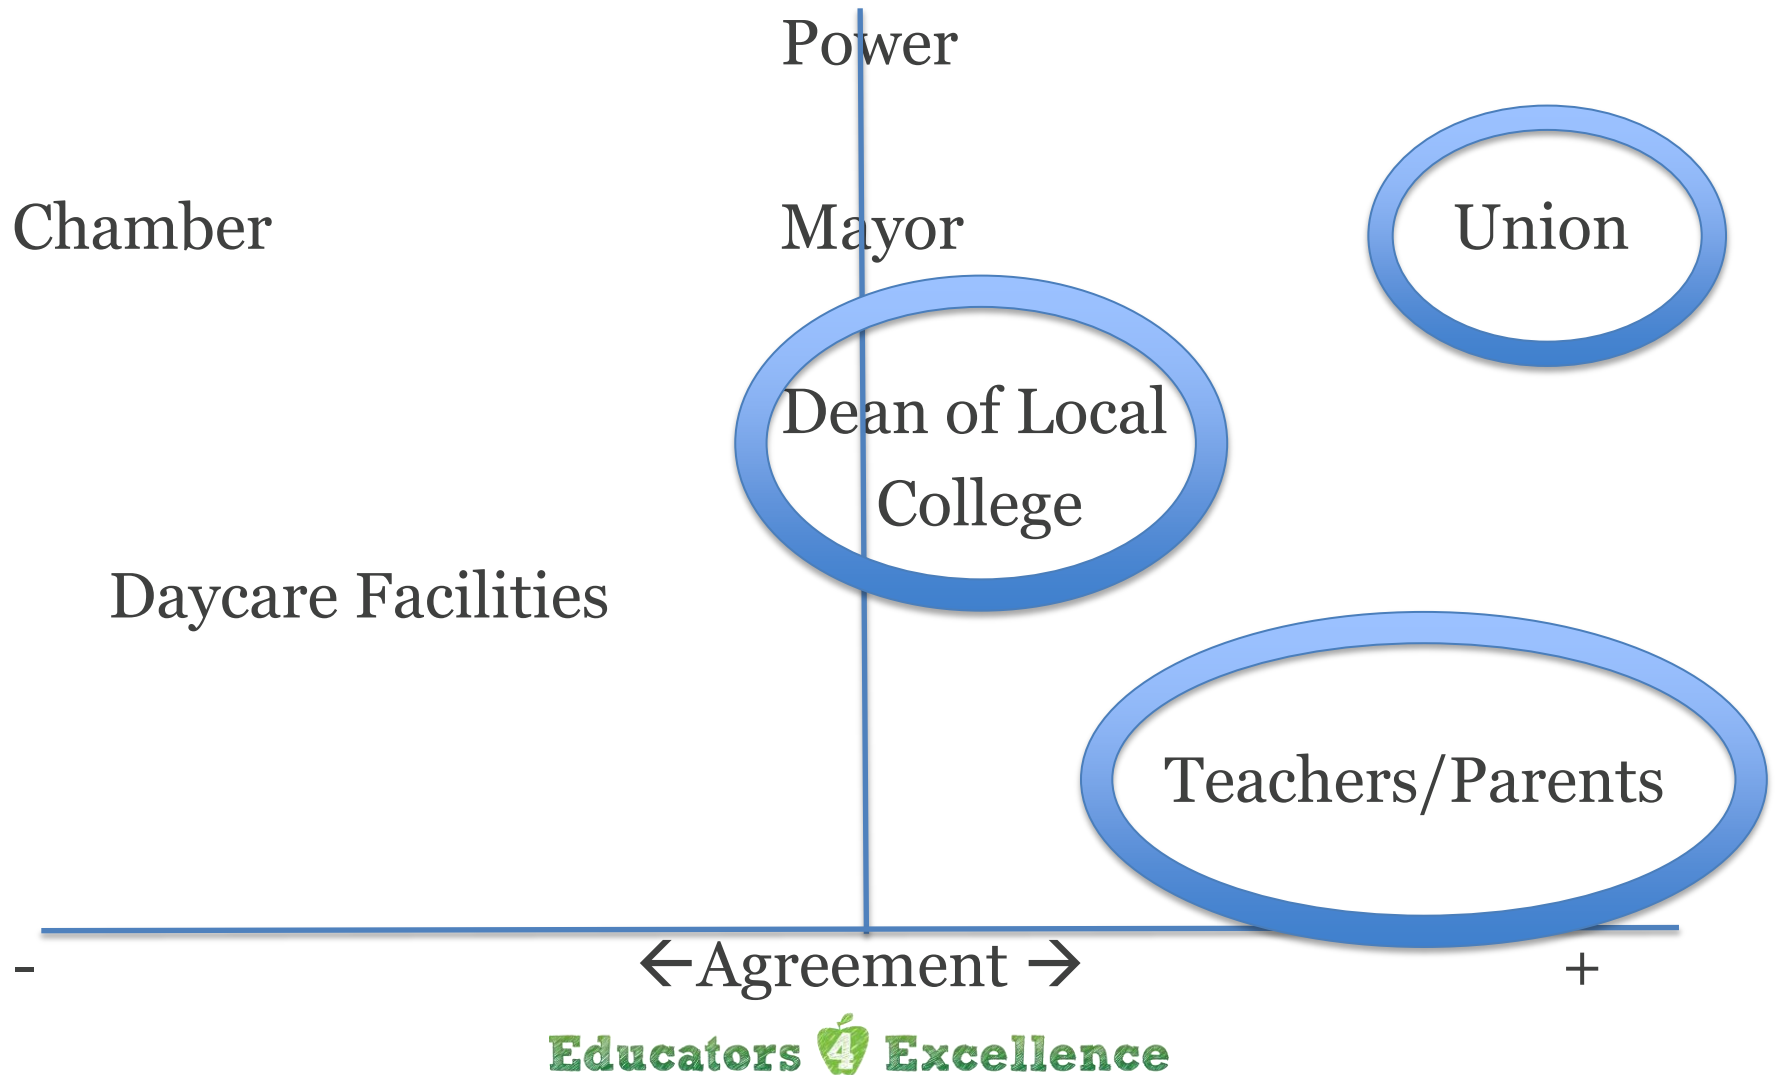 Power
Chamber Mayor Union
Dean of Local
College
Daycare Facilities
Teachers/Parents
- ←Agreement → +
Educators 4 Excellence